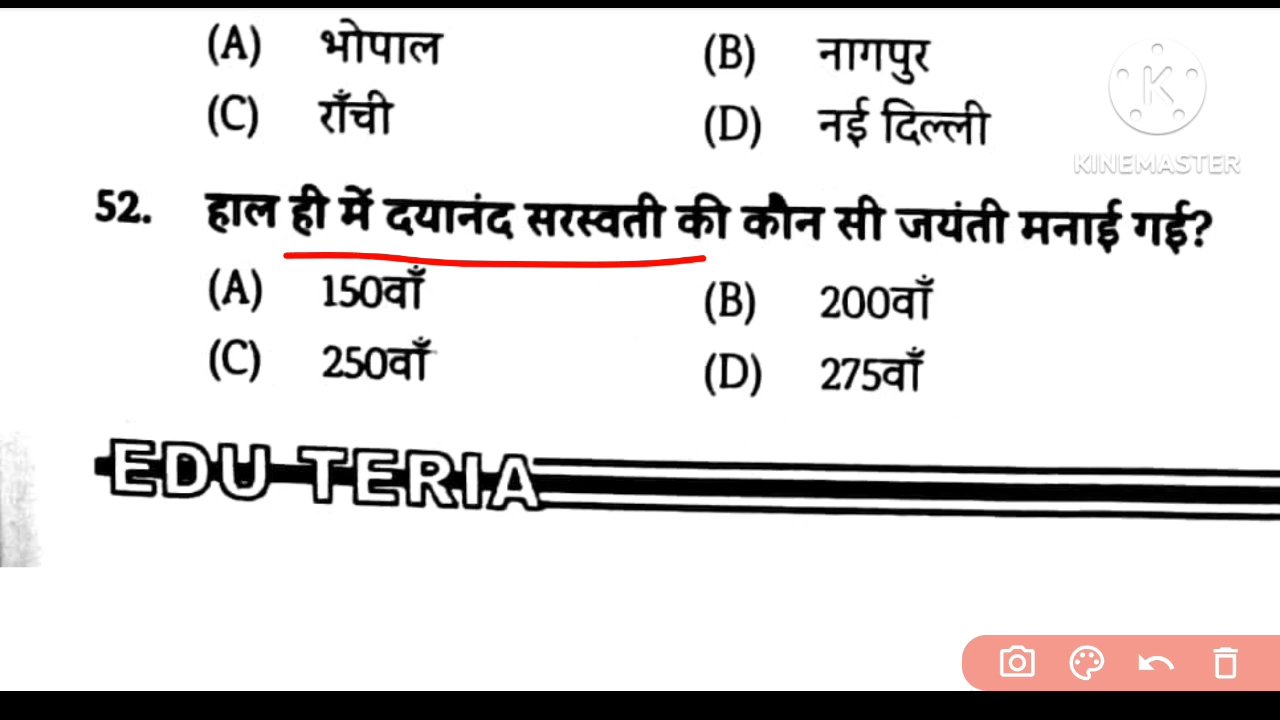 (A) भोपाल (B) नागपुर
(C) राँची (D) नई दिल्ली
KINEMASTER
52. हाल ही में दयानंद सरस्वती की कौन सी जयंती मनाई गई?
(A) 150वाँ (B) 200वाँ
(C) 250वाँ (D) 275वाँ
EDU TERIA